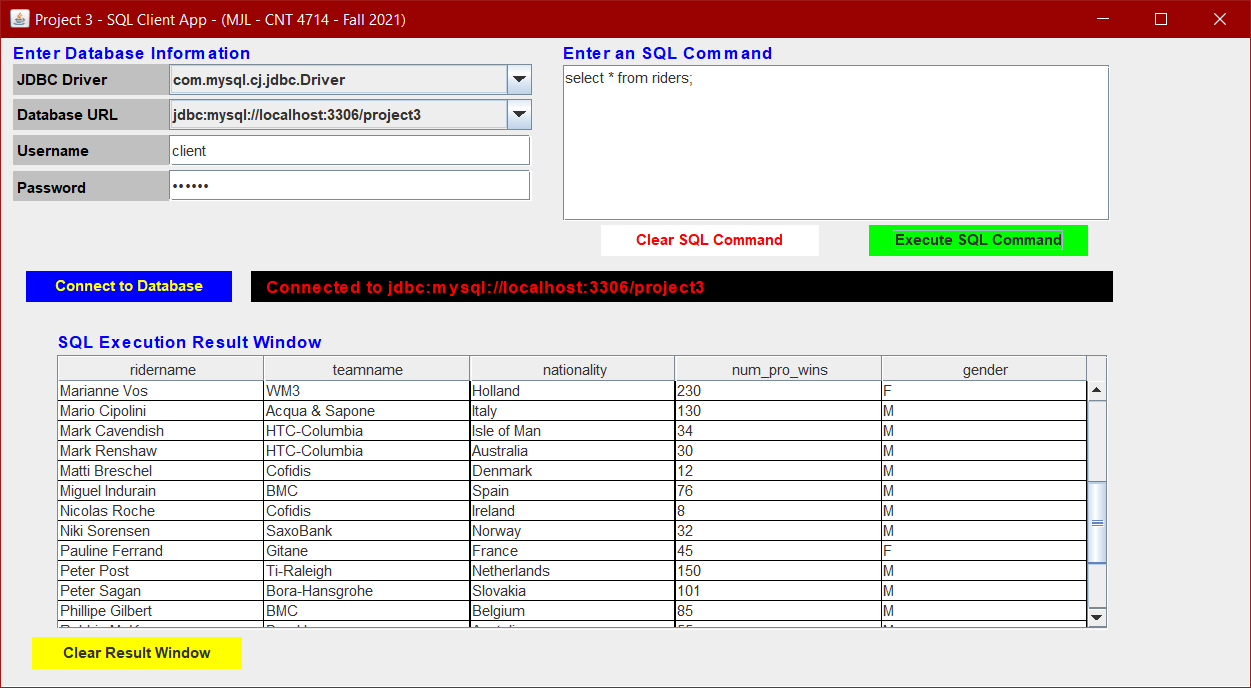 Project 3 - SQL Client App - (MJL - CNT 4714 - Fall 2021)
Enter Database Information
JDBC Driver com.mysql.cj.jdbc.Driver
Database URL jdbc:mysql://localhost:3306/project3
Username client
Password ••••••
Enter an SQL Command
select * from riders;
Clear SQL Command Execute SQL Command
Connect to Database Connected to jdbc:mysql://localhost:3306/project3
SQL Execution Result Window
ridername teamname nationality num_pro_wins gender
Marianne Vos WM3 Holland 230 F
Mario Cipolini Acqua & Sapone Italy 130 M
Mark Cavendish HTC-Columbia Isle of Man 34 M
Mark Renshaw HTC-Columbia Australia 30 M
Matti Breschel Cofidis Denmark 12 M
Miguel Indurain BMC Spain 76 M
Nicolas Roche Cofidis Ireland 8 M
Niki Sorensen SaxoBank Norway 32 M
Pauline Ferrand Gitane France 45 F
Peter Post Ti-Raleigh Netherlands 150 M
Peter Sagan Bora-Hansgrohe Slovakia 101 M
Phillipe Gilbert BMC Belgium 85 M
Clear Result Window